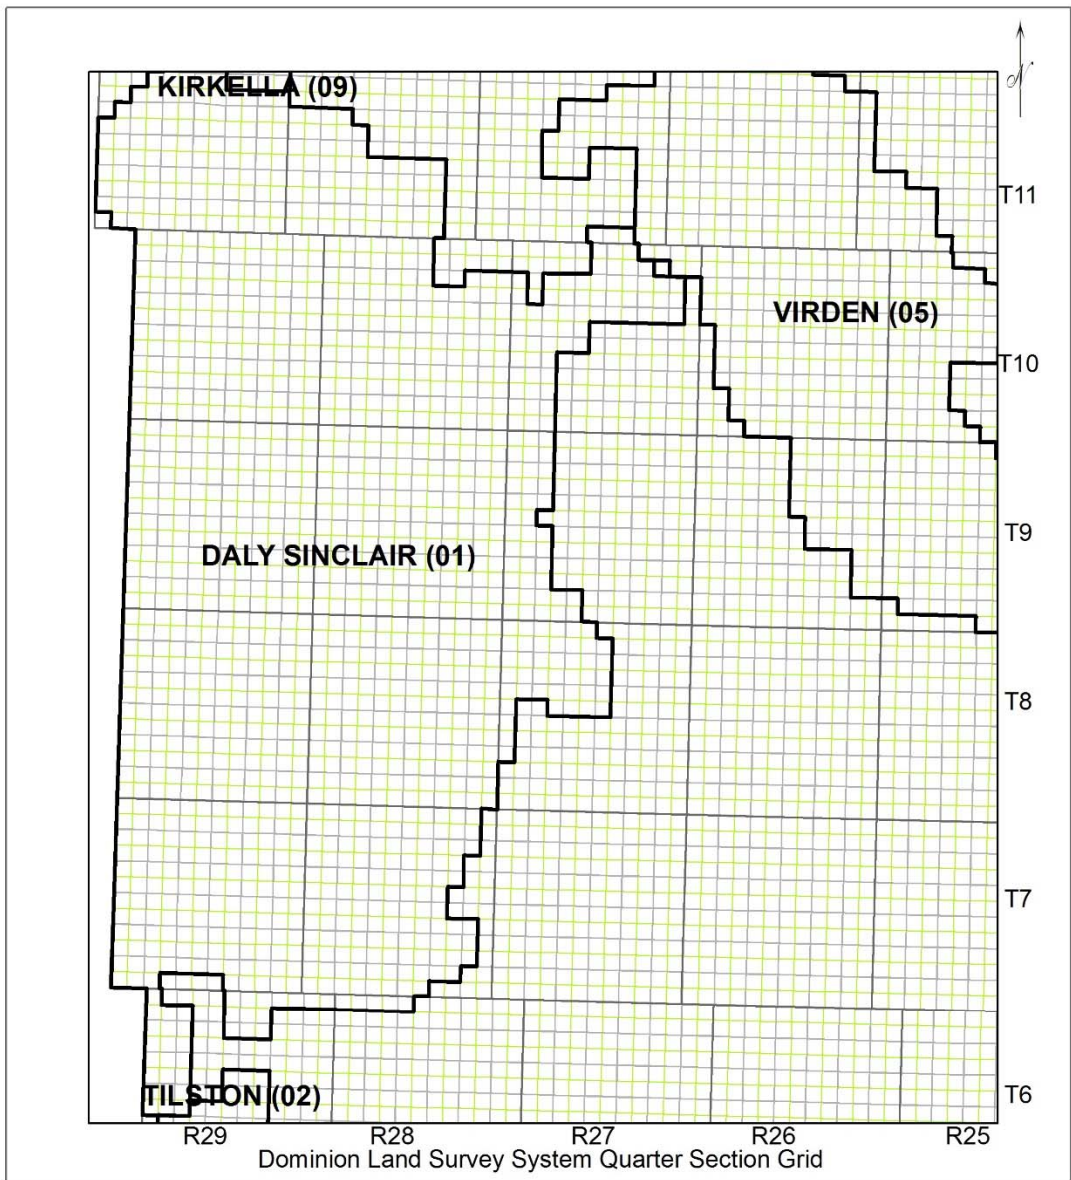 N
KIRKELLA (09)
T11
VIRDEN (05)
T10
T9
DALY SINCLAIR (01)
T8
T7
TILSTON (02)
T6
R29 R28 R27 R26 R25
Dominion Land Survey System Quarter Section Grid